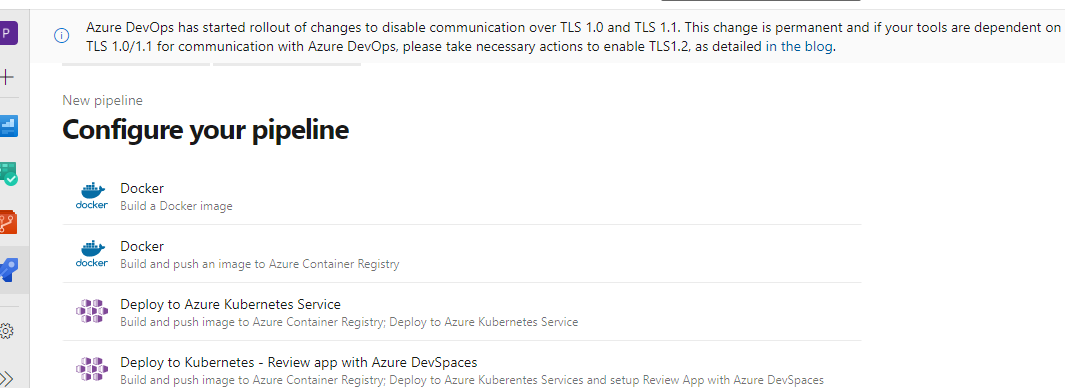 Azure DevOps has started rollout of changes to disable communication over TLS 1.0 and TLS 1.1. This change is permanent and if your tools are dependent on
TLS 1.0/1.1 for communication with Azure DevOps, please take necessary actions to enable TLS1.2, as detailed in the blog.
P
New pipeline
Configure your pipeline
docker
Docker
Build a Docker image
docker
Docker
Build and push an image to Azure Container Registry
Deploy to Azure Kubernetes Service
Build and push image to Azure Container Registry; Deploy to Azure Kubernetes Service
Deploy to Kubernetes - Review app with Azure DevSpaces
Build and push image to Azure Container Registry; Deploy to Azure Kuberentes Services and setup Review App with Azure DevSpaces